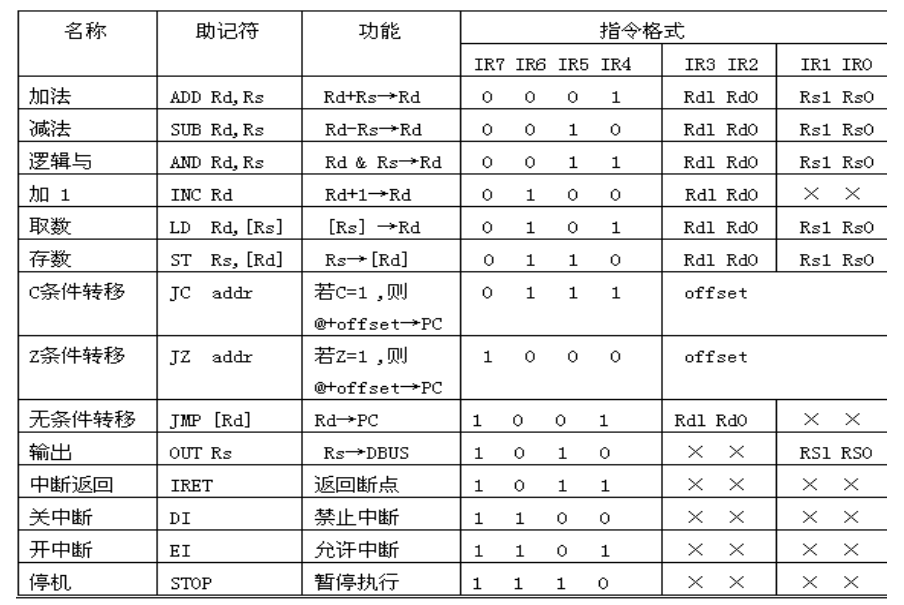 名称 助记符 功能 指令格式
IR7 IR6 IR5 IR4 IR3 IR2 IR1 IR0
加法 ADD Rd,Rs Rd+Rs→Rd 0 0 0 1 Rd1 Rd0 Rs1 Rs0
减法 SUB Rd,Rs Rd-Rs→Rd 0 0 1 0 Rd1 Rd0 Rs1 Rs0
逻辑与 AND Rd,Rs Rd & Rs→Rd 0 0 1 1 Rd1 Rd0 Rs1 Rs0
加 1 INC Rd Rd+1→Rd 0 1 0 0 Rd1 Rd0 × ×
取数 LD Rd,[Rs] [Rs] →Rd 0 1 0 1 Rd1 Rd0 Rs1 Rs0
存数 ST Rs,[Rd] Rs→[Rd] 0 1 1 0 Rd1 Rd0 Rs1 Rs0
C条件转移 JC addr 若C=1 ,则 0 1 1 1 offset
@+offset→PC
Z条件转移 JZ addr 若Z=1 ,则 1 0 0 0 offset
@+offset→PC
无条件转移 JMP [Rd] Rd→PC 1 0 0 1 Rd1 Rd0 × ×
输出 OUT Rs Rs→DBUS 1 0 1 0 × × RS1 RS0
中断返回 IRET 返回断点 1 0 1 1 × × × ×
关中断 DI 禁止中断 1 1 0 0 × × × ×
开中断 EI 允许中断 1 1 0 1 × × × ×
停机 STOP 暂停执行 1 1 1 0 × × × ×